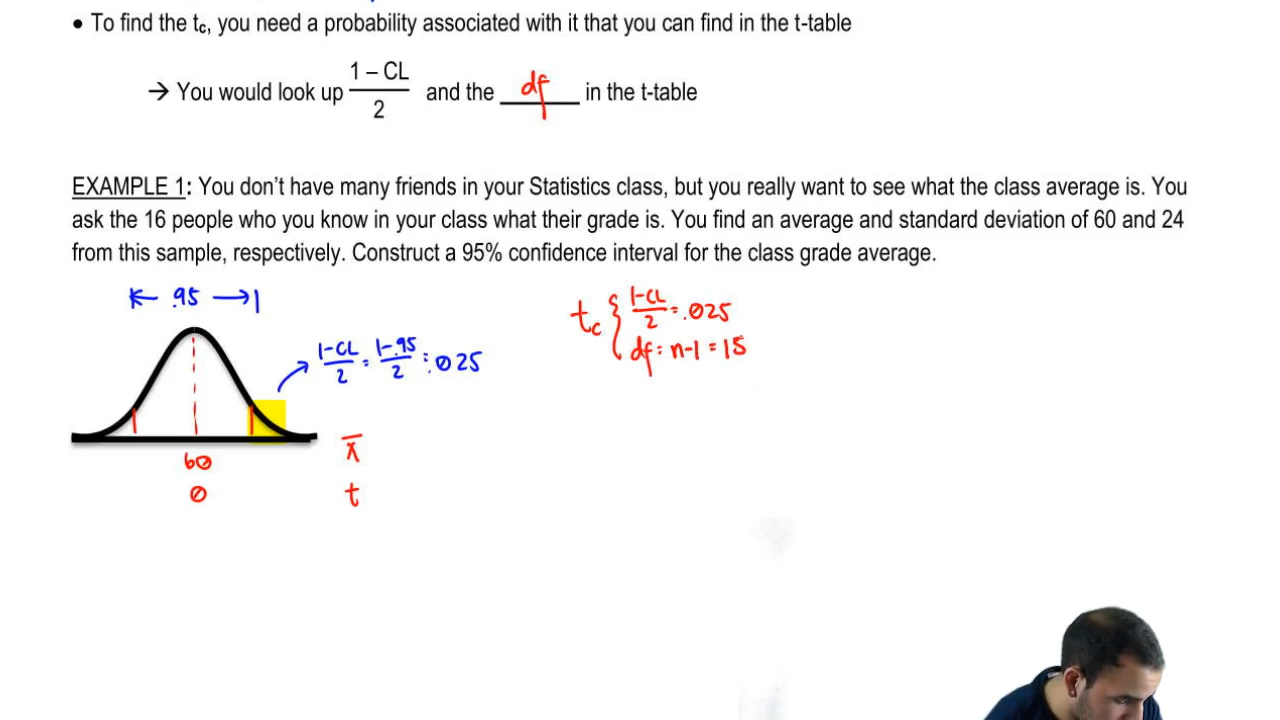 • To find the tc, you need a probability associated with it that you can find in the t-table
→ You would look up 1 – CL / 2 and the df in the t-table
EXAMPLE 1: You don't have many friends in your Statistics class, but you really want to see what the class average is. You
ask the 16 people who you know in your class what their grade is. You find an average and standard deviation of 60 and 24
from this sample, respectively. Construct a 95% confidence interval for the class grade average.
.95
1-CL / 2 = 1-.95 / 2 = .025
60 x̄
0 t
tc { 1-CL / 2 = .025
df = n-1 = 15